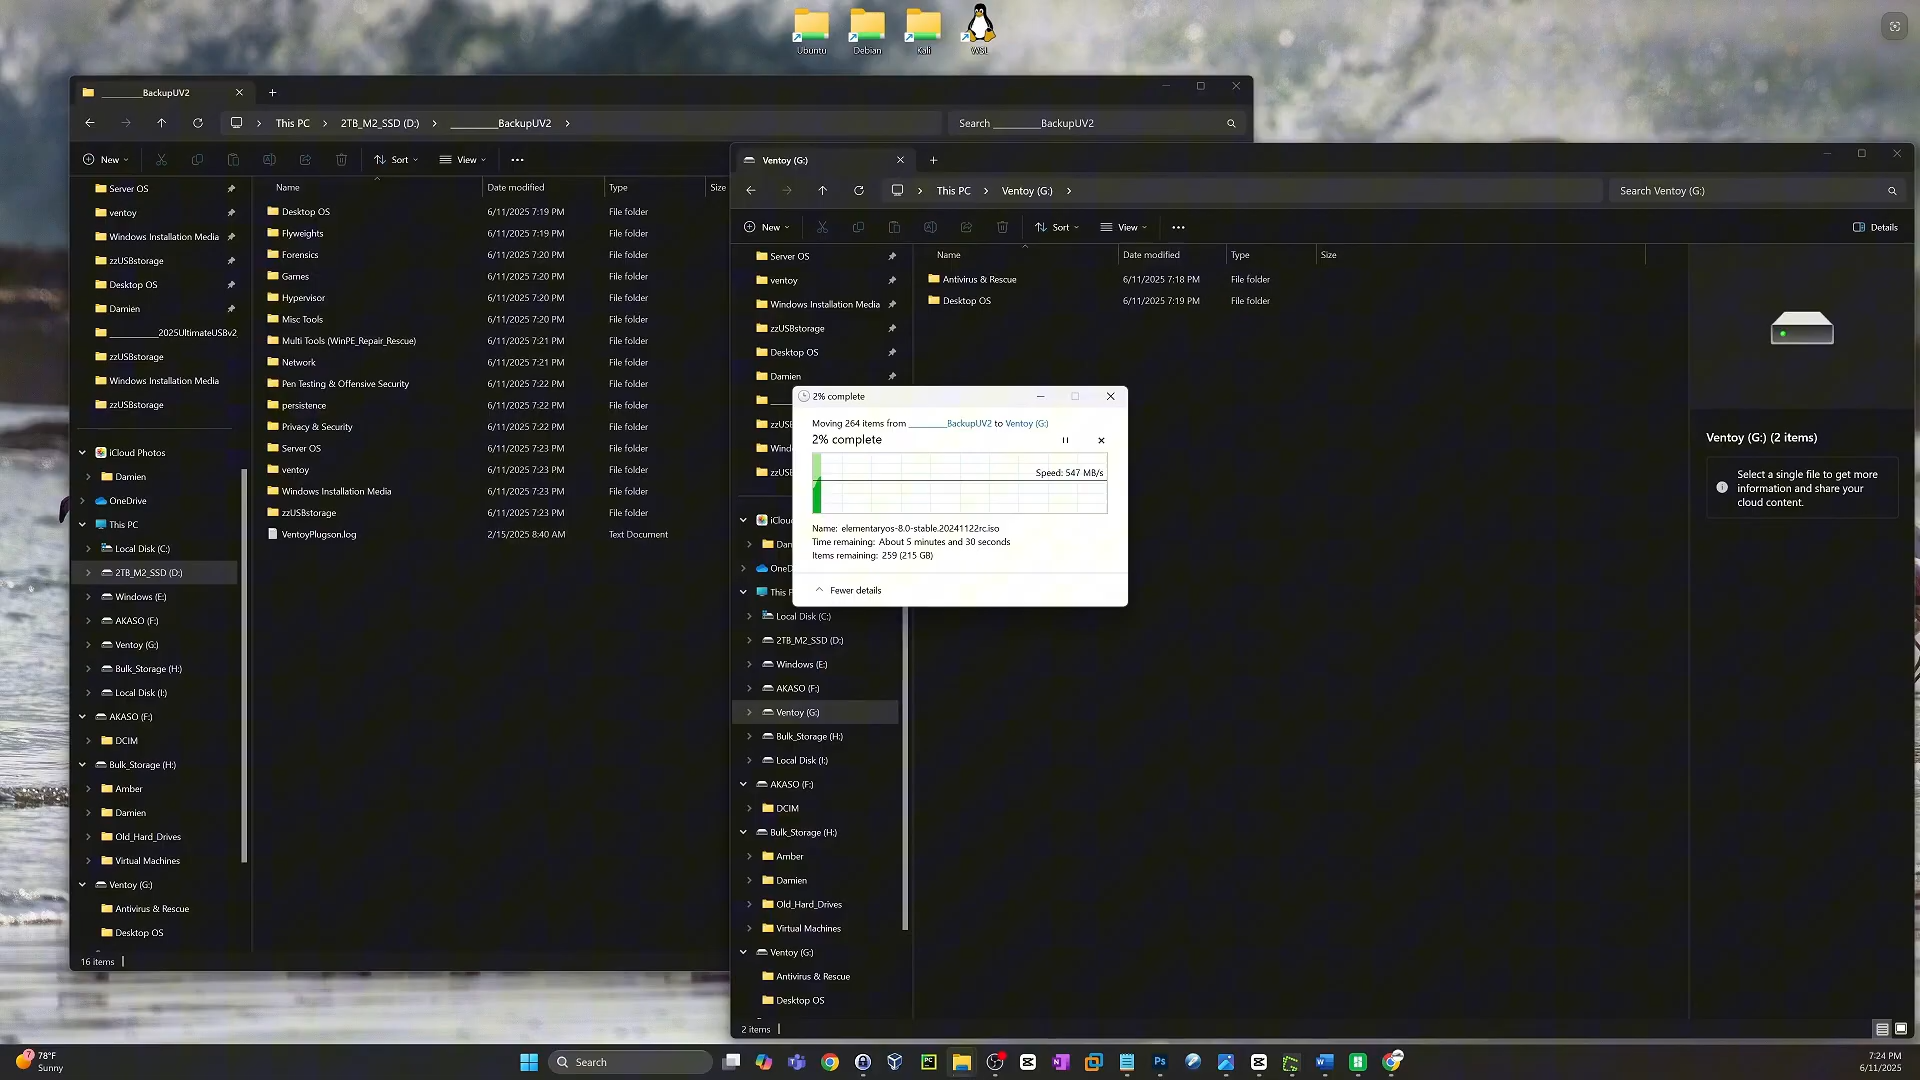 Ubuntu
Debian
Kali
WSL
__________BackupUV2
This PC
2TB_M2_SSD (D:)
__________BackupUV2
Search __________BackupUV2
New
Sort
View
Server OS
ventoy
Windows Installation Media
zzUSBstorage
Desktop OS
Damien
__________2025UltimateUSBv2
zzUSBstorage
Windows Installation Media
zzUSBstorage
iCloud Photos
Damien
OneDrive
This PC
Local Disk (C:)
2TB_M2_SSD (D:)
Windows (E:)
AKASO (F:)
Ventoy (G:)
Bulk_Storage (H:)
Local Disk (I:)
AKASO (F:)
DCIM
Bulk_Storage (H:)
Amber
Damien
Old_Hard_Drives
Virtual Machines
Ventoy (G:)
Antivirus & Rescue
Desktop OS
16 items
Name Date modified Type Size
Desktop OS 6/11/2025 7:19 PM File folder
Flyweights 6/11/2025 7:19 PM File folder
Forensics 6/11/2025 7:20 PM File folder
Games 6/11/2025 7:20 PM File folder
Hypervisor 6/11/2025 7:20 PM File folder
Misc Tools 6/11/2025 7:20 PM File folder
Multi Tools (WinPE_Repair_Rescue) 6/11/2025 7:21 PM File folder
Network 6/11/2025 7:21 PM File folder
Pen Testing & Offensive Security 6/11/2025 7:22 PM File folder
persistence 6/11/2025 7:22 PM File folder
Privacy & Security 6/11/2025 7:22 PM File folder
Server OS 6/11/2025 7:23 PM File folder
ventoy 6/11/2025 7:23 PM File folder
Windows Installation Media 6/11/2025 7:23 PM File folder
zzUSBstorage 6/11/2025 7:23 PM File folder
VentoyPlugson.log 2/15/2025 8:40 AM Text Document
Ventoy (G:)
This PC
Ventoy (G:)
Search Ventoy (G:)
New
Sort
View
Details
Server OS
ventoy
Windows Installation Media
zzUSBstorage
Desktop OS
Damien
zzUS
Wind
zzUS
iClou
Dan
OneD
This P
Local Disk (C:)
2TB_M2_SSD (D:)
Windows (E:)
AKASO (F:)
Ventoy (G:)
Bulk_Storage (H:)
Local Disk (I:)
AKASO (F:)
DCIM
Bulk_Storage (H:)
Amber
Damien
Old_Hard_Drives
Virtual Machines
Ventoy (G:)
Antivirus & Rescue
Desktop OS
2 items
Name Date modified Type Size
Antivirus & Rescue 6/11/2025 7:18 PM File folder
Desktop OS 6/11/2025 7:19 PM File folder
Ventoy (G:) (2 items)
Select a single file to get more
information and share your
cloud content.
2% complete
Moving 264 items from __________BackupUV2 to Ventoy (G:)
2% complete
Speed: 547 MB/s
Name: elementaryos-8.0-stable.20241122rc.iso
Time remaining: About 5 minutes and 30 seconds
Items remaining: 259 (215 GB)
Fewer details
7
78°F
Sunny
Search
PC
Ps
7:24 PM
6/11/2025